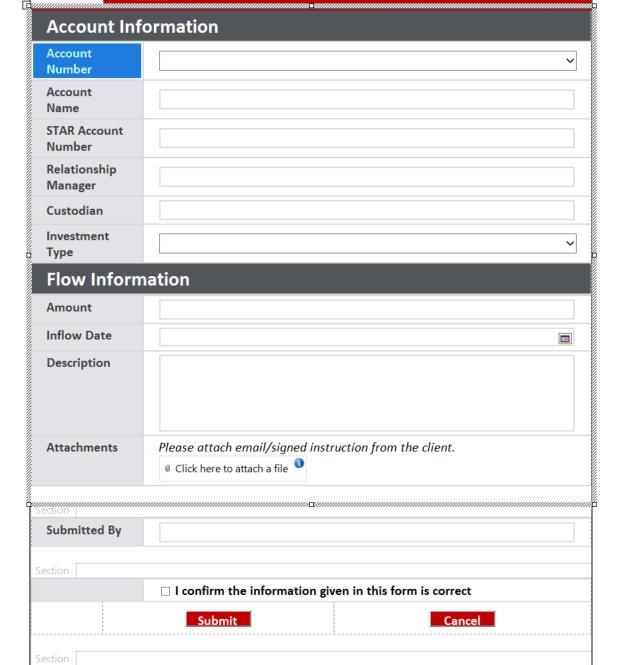 Account Information
Account
Number
Account
Name
STAR Account
Number
Relationship
Manager
Custodian
Investment
Type
Flow Information
Amount
Inflow Date
Description
Attachments
Please attach email/signed instruction from the client.
Click here to attach a file
Section
Submitted By
Section
I confirm the information given in this form is correct
Submit
Cancel
Section